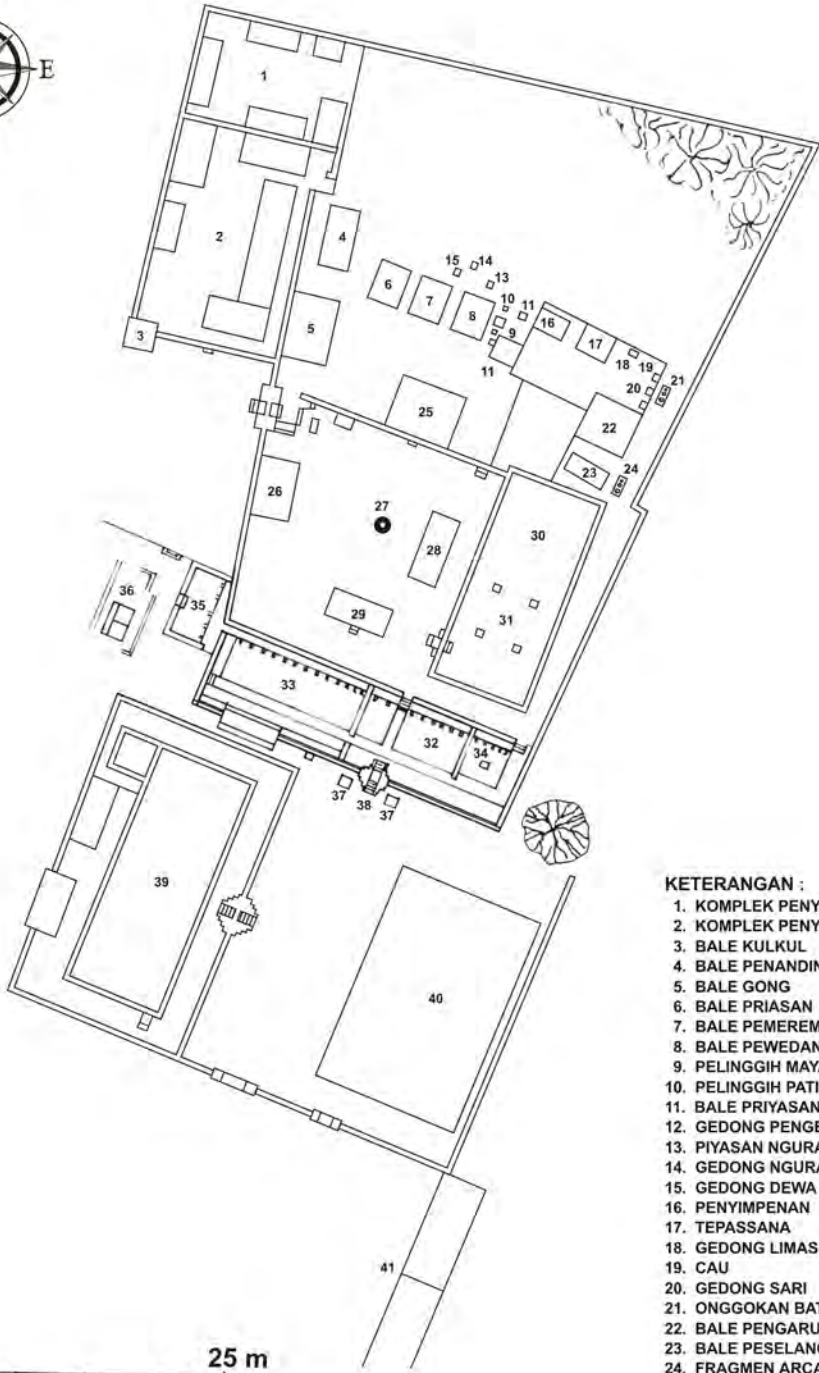 E
1
2
3
4
5
6
7
8
15
14
13
10
11
9
11
16
17
18
19
20
21
22
23
24
25
26
27
28
29
30
31
36
35
33
32
34
37
38
37
39
40
41
25 m
KETERANGAN :
1. KOMPLEK PENY
2. KOMPLEK PENY
3. BALE KULKUL
4. BALE PENANDIN
5. BALE GONG
6. BALE PRIASAN
7. BALE PEMEREM
8. BALE PEWEDAN
9. PELINGGIH MAYA
10. PELINGGIH PATI
11. BALE PRIYASAN
12. GEDONG PENGE
13. PIYASAN NGURA
14. GEDONG NGURA
15. GEDONG DEWA
16. PENYIMPENAN
17. TEPASSANA
18. GEDONG LIMAS
19. CAU
20. GEDONG SARI
21. ONGGOKAN BAT
22. BALE PENGARU
23. BALE PESELANG
24. FRAGMEN ARCA